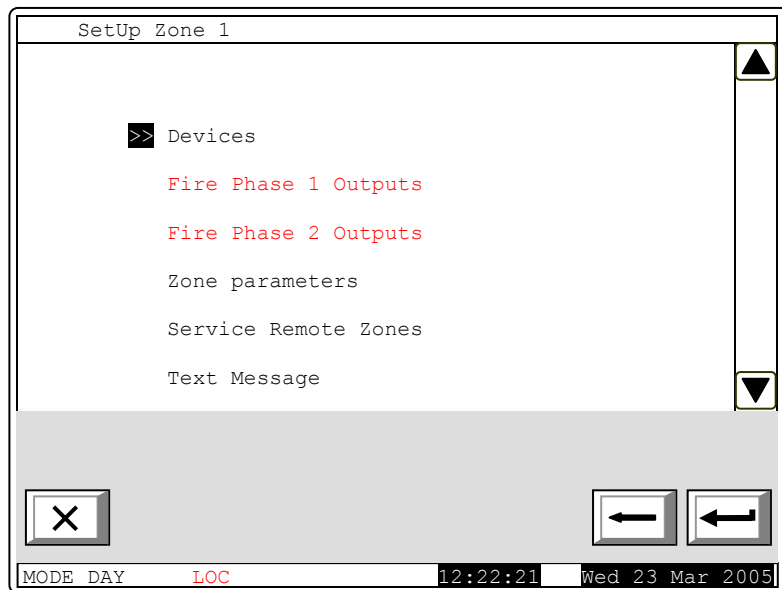 SetUp Zone 1
>> Devices
Fire Phase 1 Outputs
Fire Phase 2 Outputs
Zone parameters
Service Remote Zones
Text Message
MODE DAY LOC 12:22:21 Wed 23 Mar 2005